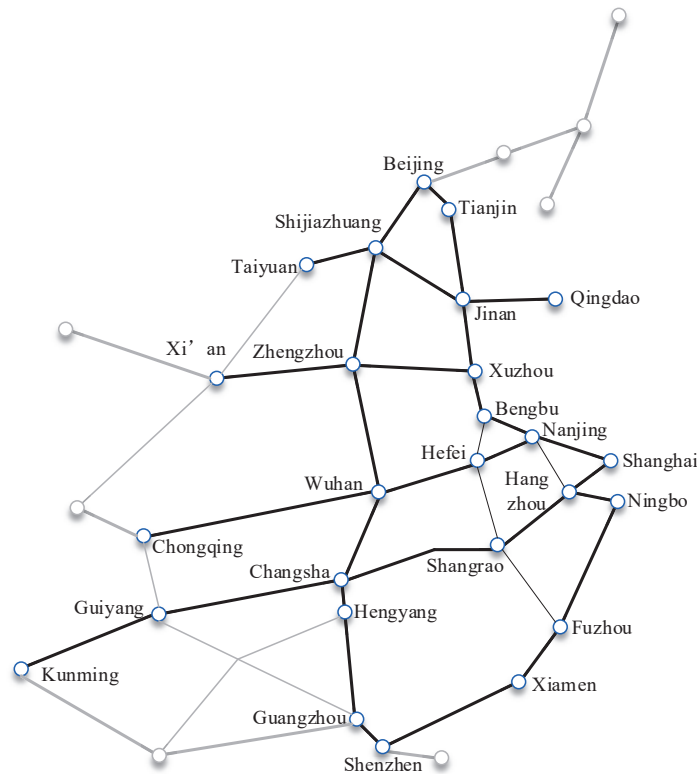 Beijing
Tianjin
Shijiazhuang
Taiyuan
Qingdao
Jinan
Xi’ an
Zhengzhou
Xuzhou
Bengbu
Nanjing
Hefei
Shanghai
Hang
zhou
Wuhan
Ningbo
Chongqing
Shangrao
Changsha
Guiyang
Hengyang
Fuzhou
Kunming
Xiamen
Guangzhou
Shenzhen